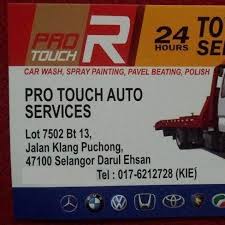 PRO
TOUCH
R
24
HOURS
TO
SE
CAR WASH, SPRAY PAINTING, PAVEL BEATING, POLISH
PRO TOUCH AUTO
SERVICES
Lot 7502 Bt 13,
Jalan Klang Puchong,
47100 Selangor Darul Ehsan
Tel : 017-6212728 (KIE)